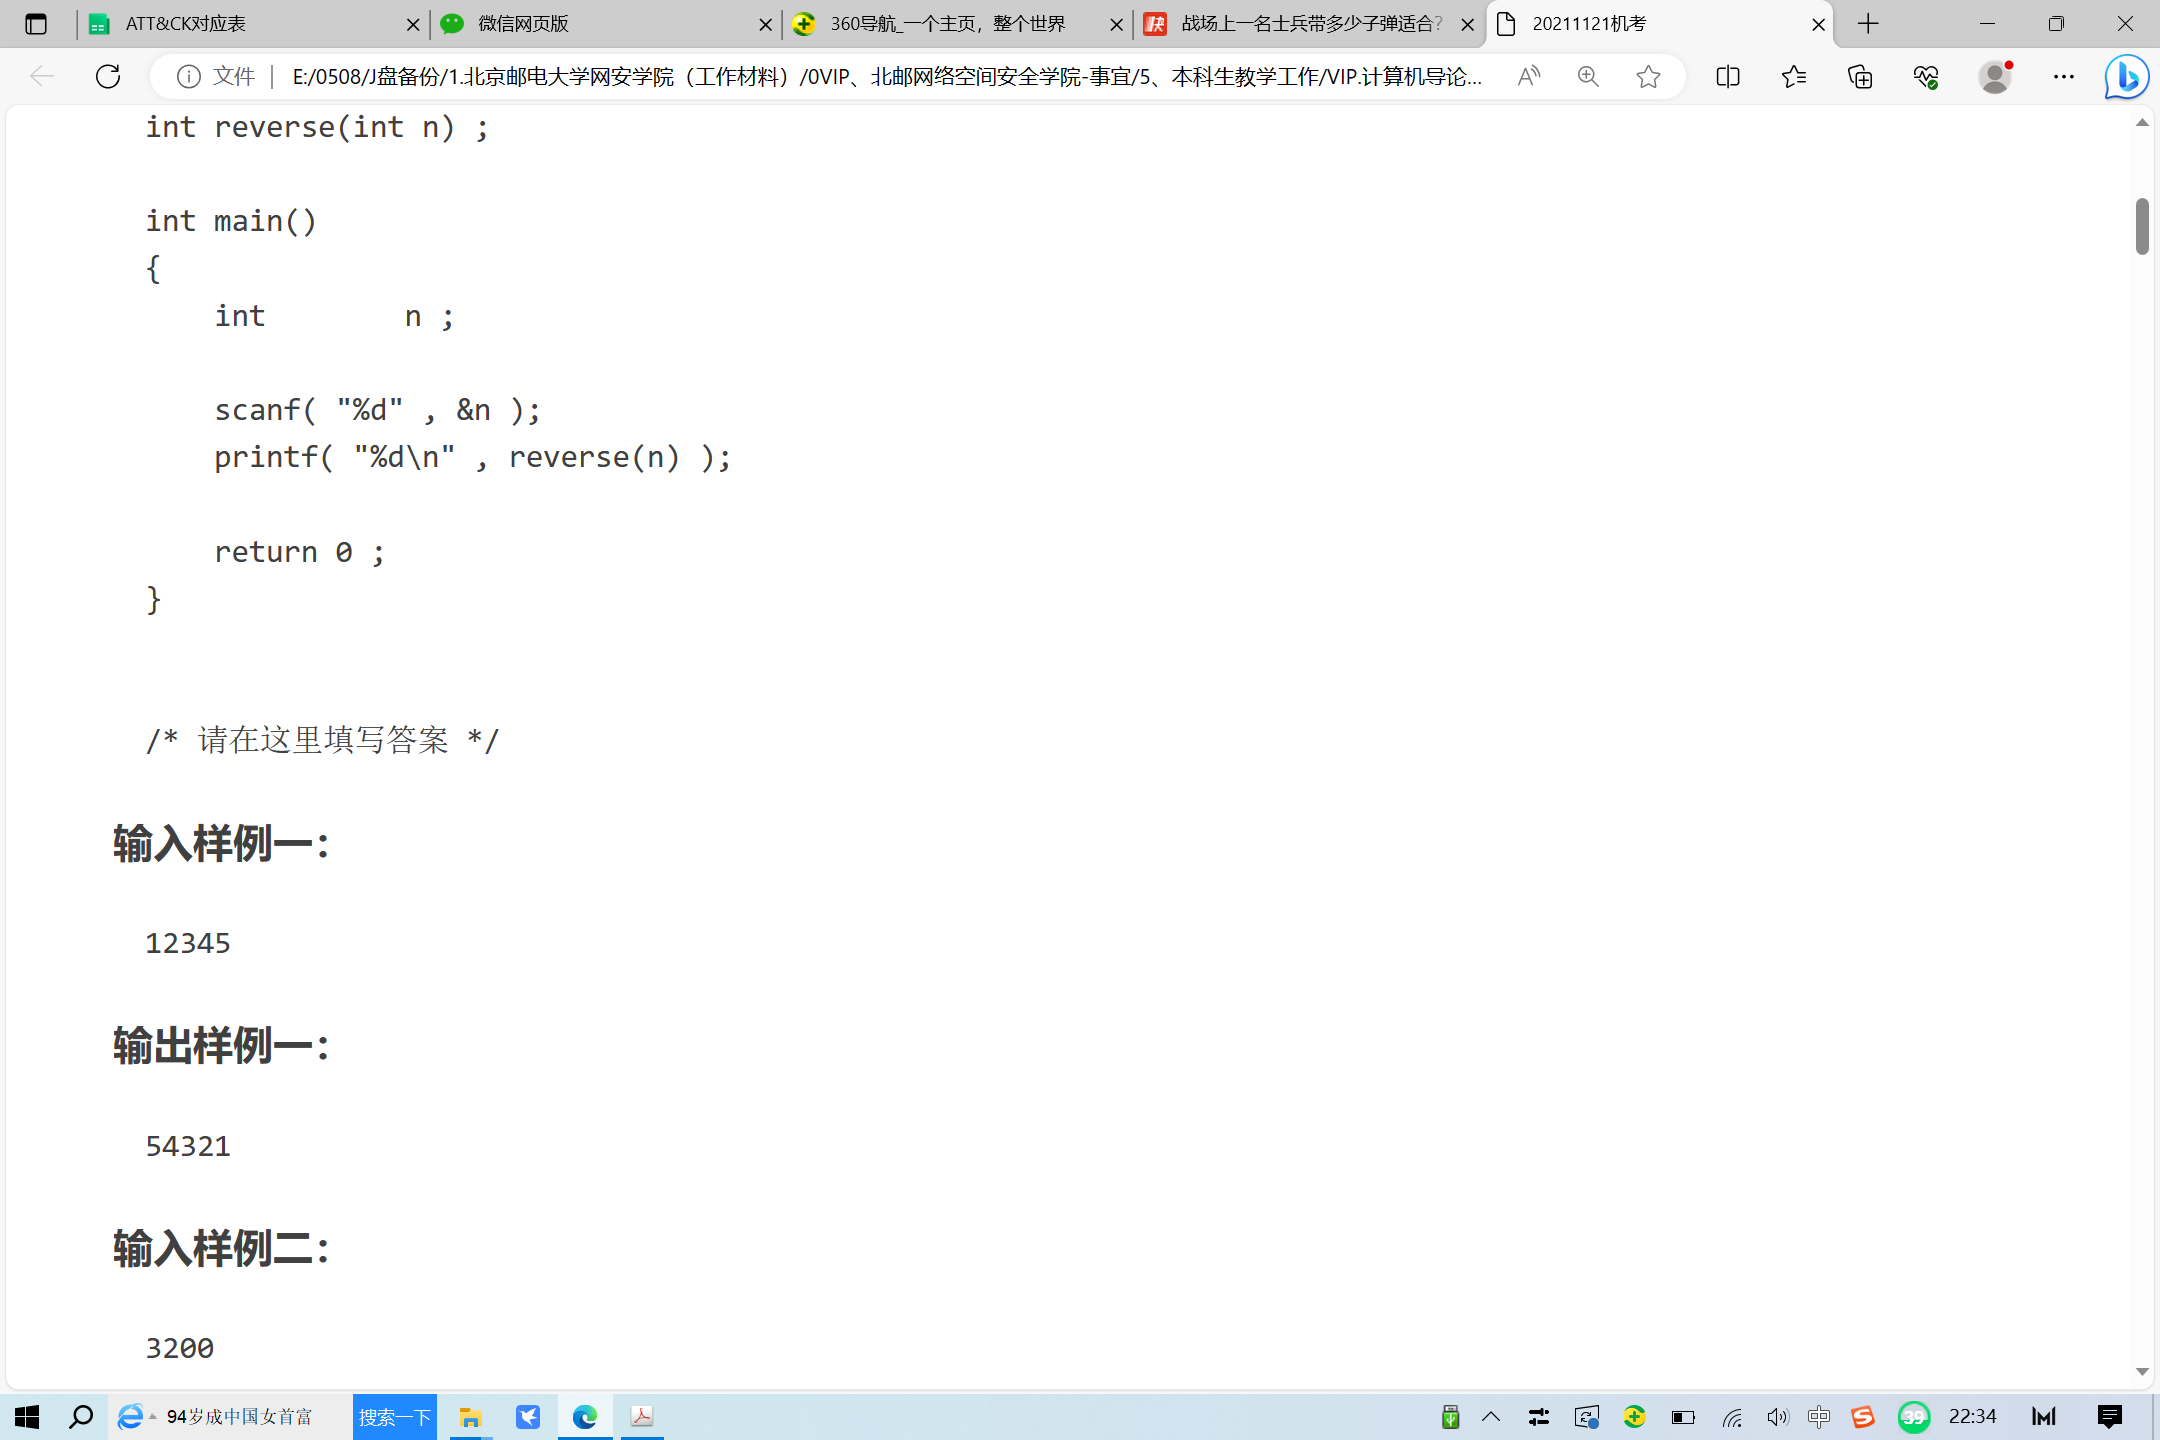 ATT&CK对应表
微信网页版
360导航_一个主页，整个世界
战场上一名士兵带多少子弹适合?
20211121机考
文件
E:/0508/J盘备份/1.北京邮电大学网安学院（工作材料）/0VIP、北邮网络空间安全学院-事宜/5、本科生教学工作/VIP.计算机导论...
int reverse(int n) ;
int main()
{
int n ;
scanf( "%d" , &n );
printf( "%d\n" , reverse(n) );
return 0 ;
}
/* 请在这里填写答案 */
输入样例一：
12345
输出样例一：
54321
输入样例二：
3200
94岁成中国女首富
搜索一下
中
39
22:34